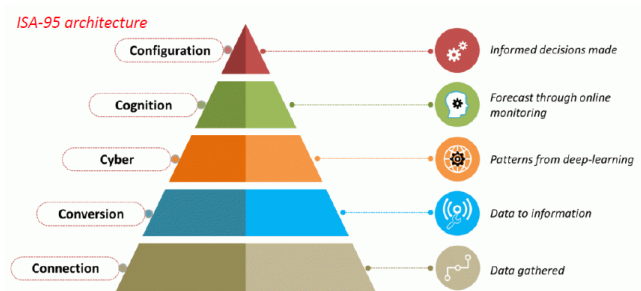 ISA-95 architecture
Configuration
Informed decisions made
Cognition
Forecast through online
monitoring
Cyber
Patterns from deep-learning
Conversion
Data to information
Connection
Data gathered